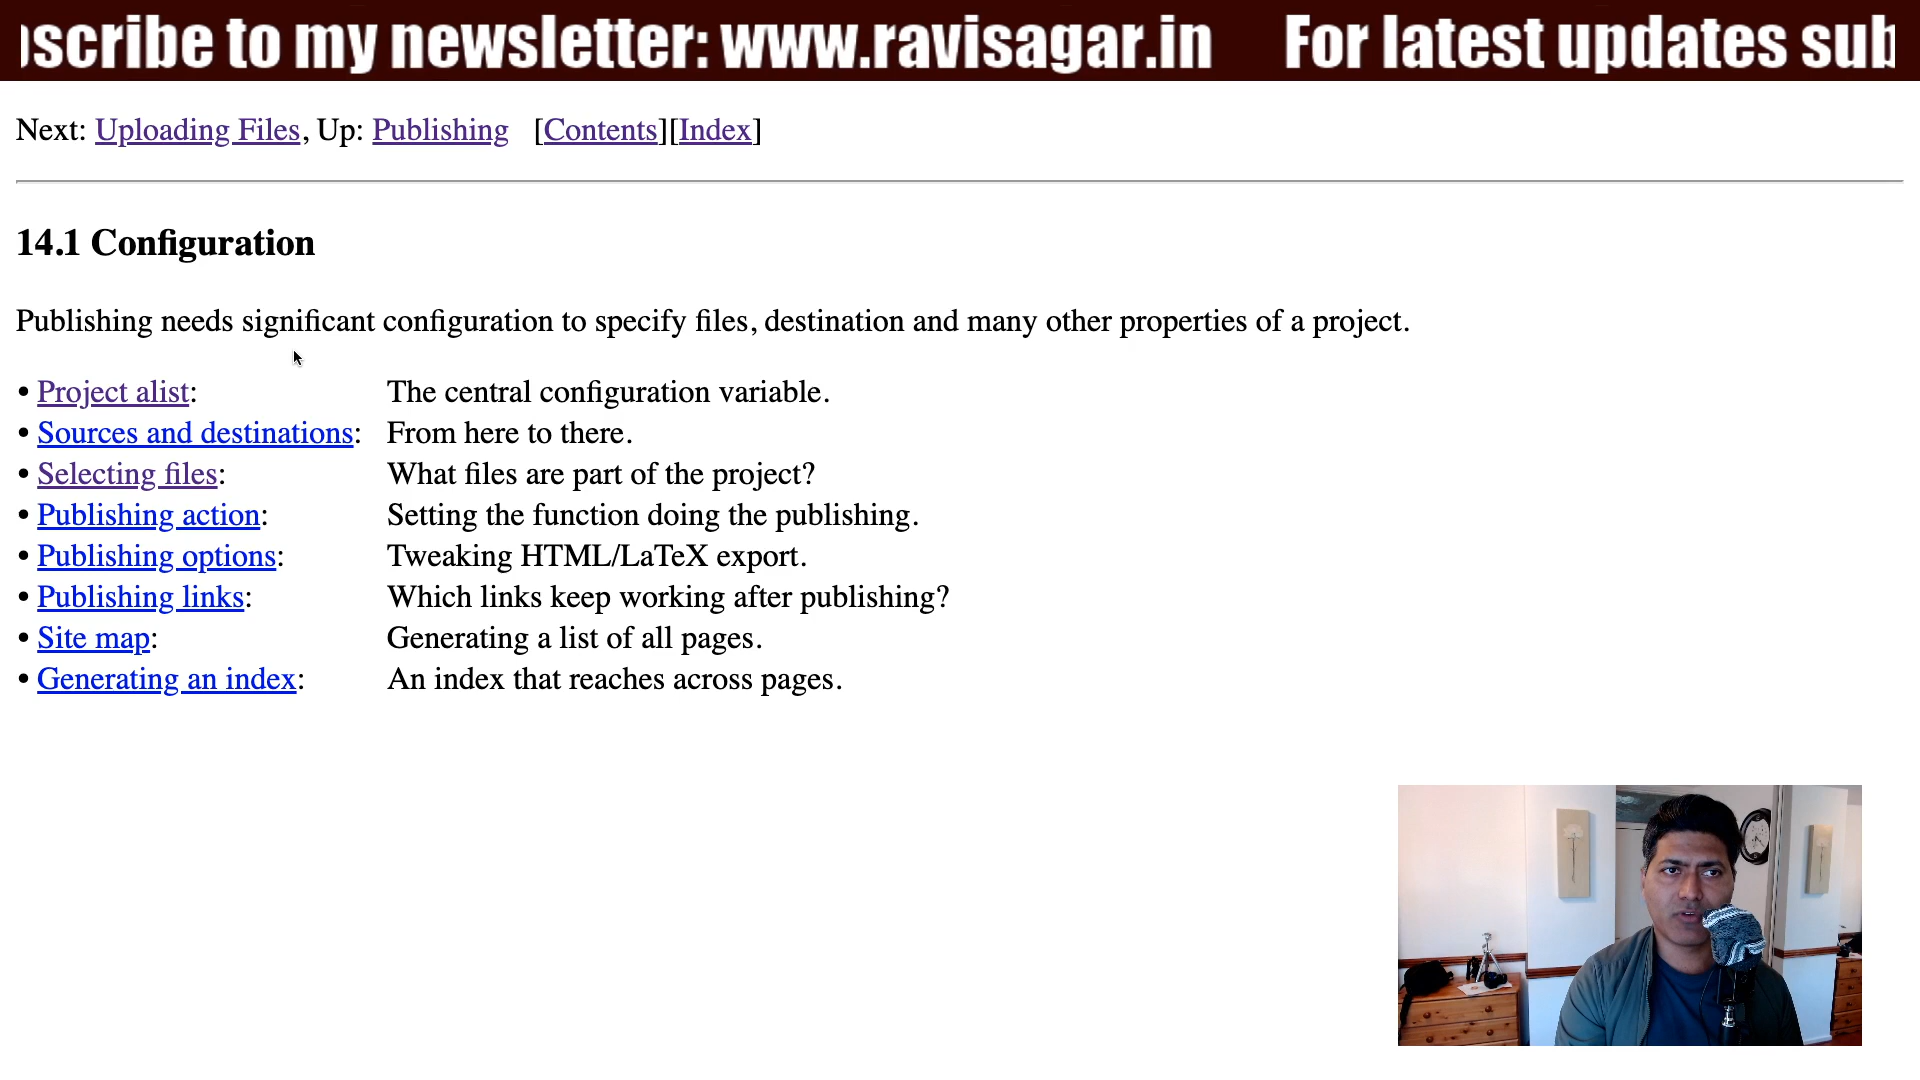 scribe to my newsletter: www.ravisagar.in For latest updates sub
Next: Uploading Files, Up: Publishing [Contents][Index]
14.1 Configuration
Publishing needs significant configuration to specify files, destination and many other properties of a project.
• Project alist: The central configuration variable.
• Sources and destinations: From here to there.
• Selecting files: What files are part of the project?
• Publishing action: Setting the function doing the publishing.
• Publishing options: Tweaking HTML/LaTeX export.
• Publishing links: Which links keep working after publishing?
• Site map: Generating a list of all pages.
• Generating an index: An index that reaches across pages.